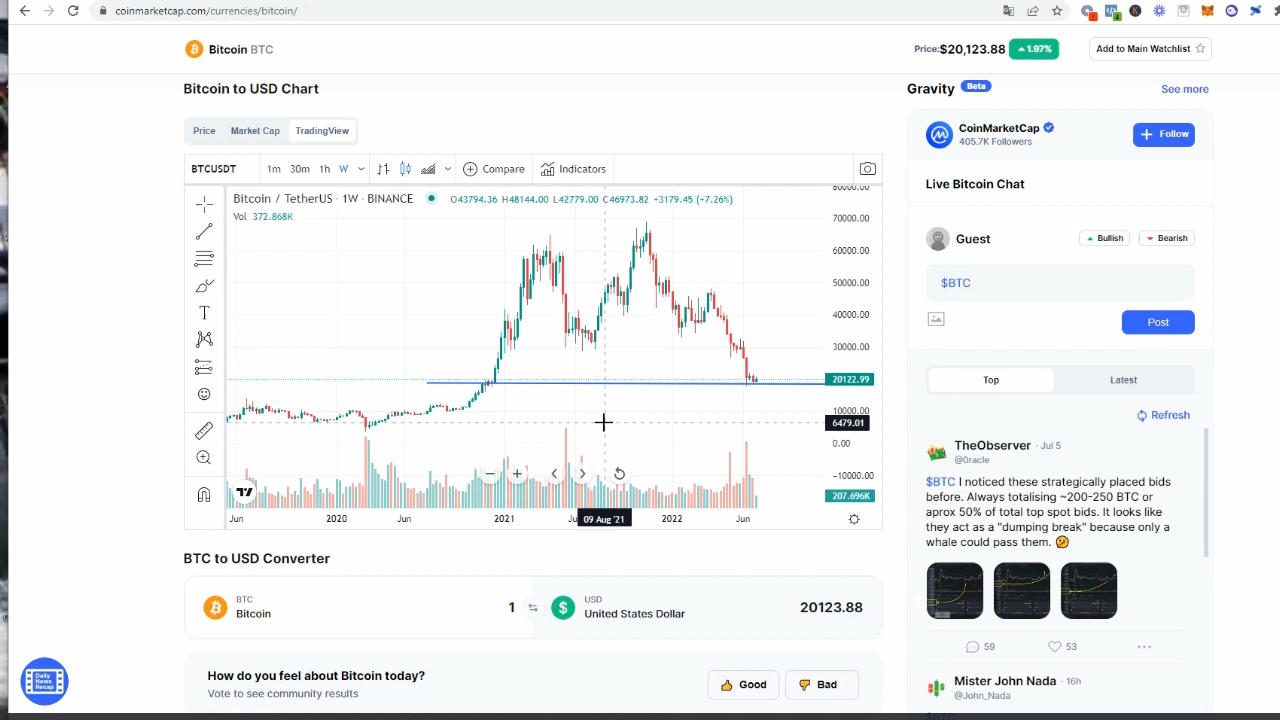 coinmarketcap.com/currencies/bitcoin/
Bitcoin BTC
Price:$20,123.88 1.97%
Add to Main Watchlist
Bitcoin to USD Chart
Price Market Cap TradingView
BTCUSDT 1m 30m 1h W Compare Indicators
Bitcoin / TetherUS · 1W · BINANCE O43794.36 H48144.00 L42779.00 C46973.82 +3179.45 (+7.26%)
Vol 372.868K
80000.00
70000.00
60000.00
50000.00
40000.00
30000.00
20122.99
10000.00
6479.01
0.00
-10000.00
207.696K
Jun 2020 Jun 2021 09 Aug '21 2022 Jun
BTC to USD Converter
BTC
Bitcoin
1
USD
United States Dollar
20123.88
How do you feel about Bitcoin today?
Vote to see community results
Good Bad
Daily
News
Recap
Gravity Beta See more
CoinMarketCap
405.7K Followers
Follow
Live Bitcoin Chat
Guest Bullish Bearish
$BTC
Post
Top Latest
Refresh
TheObserver · Jul 5
@0racle
$BTC I noticed these strategically placed bids
before. Always totalising ~200-250 BTC or
aprox 50% of total top spot bids. It looks like
they act as a "dumping break" because only a
whale could pass them.
59 53
Mister John Nada · 16h
@John_Nada